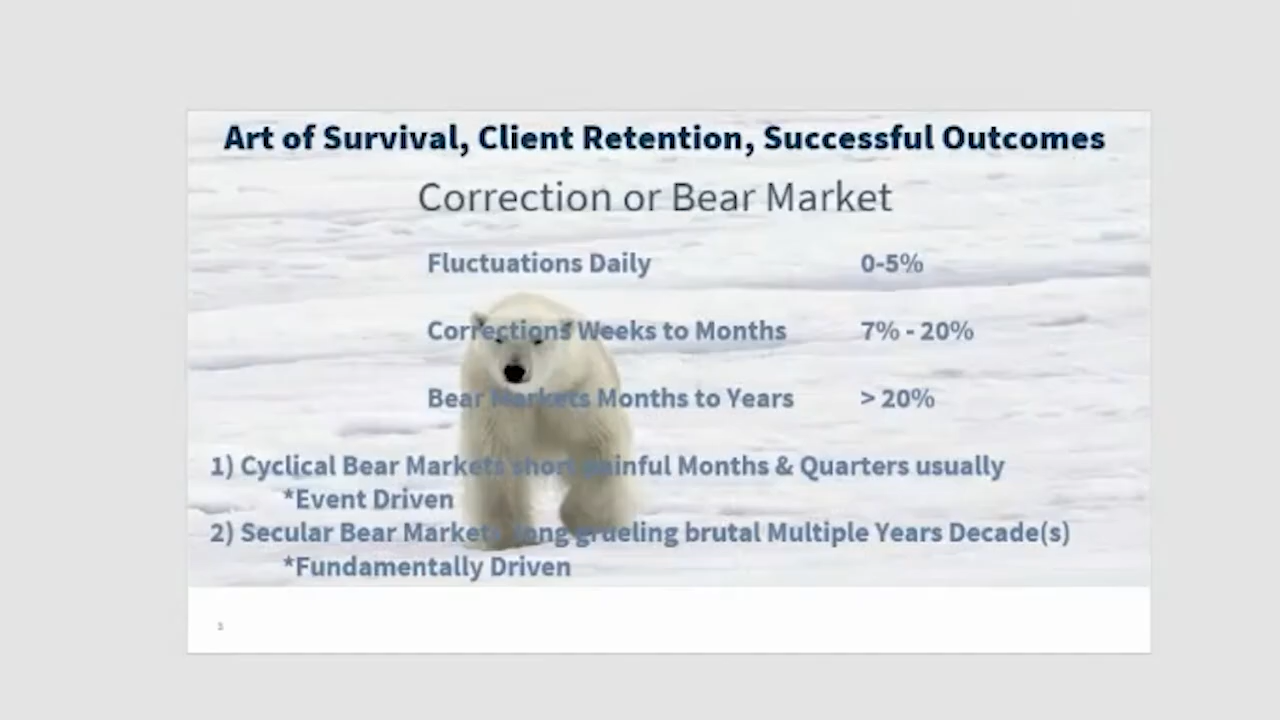 Art of Survival, Client Retention, Successful Outcomes
Correction or Bear Market
Fluctuations Daily 0-5%
Corrections Weeks to Months 7% - 20%
Bear Markets Months to Years > 20%
1) Cyclical Bear Markets short painful Months & Quarters usually
*Event Driven
2) Secular Bear Markets long grueling brutal Multiple Years Decade(s)
*Fundamentally Driven